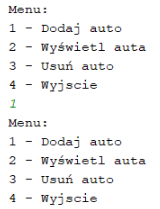 Menu:
1 - Dodaj auto
2 - Wyświetl auta
3 - Usuń auto
4 - Wyjscie
1
Menu:
1 - Dodaj auto
2 - Wyświetl auta
3 - Usuń auto
4 - Wyjscie